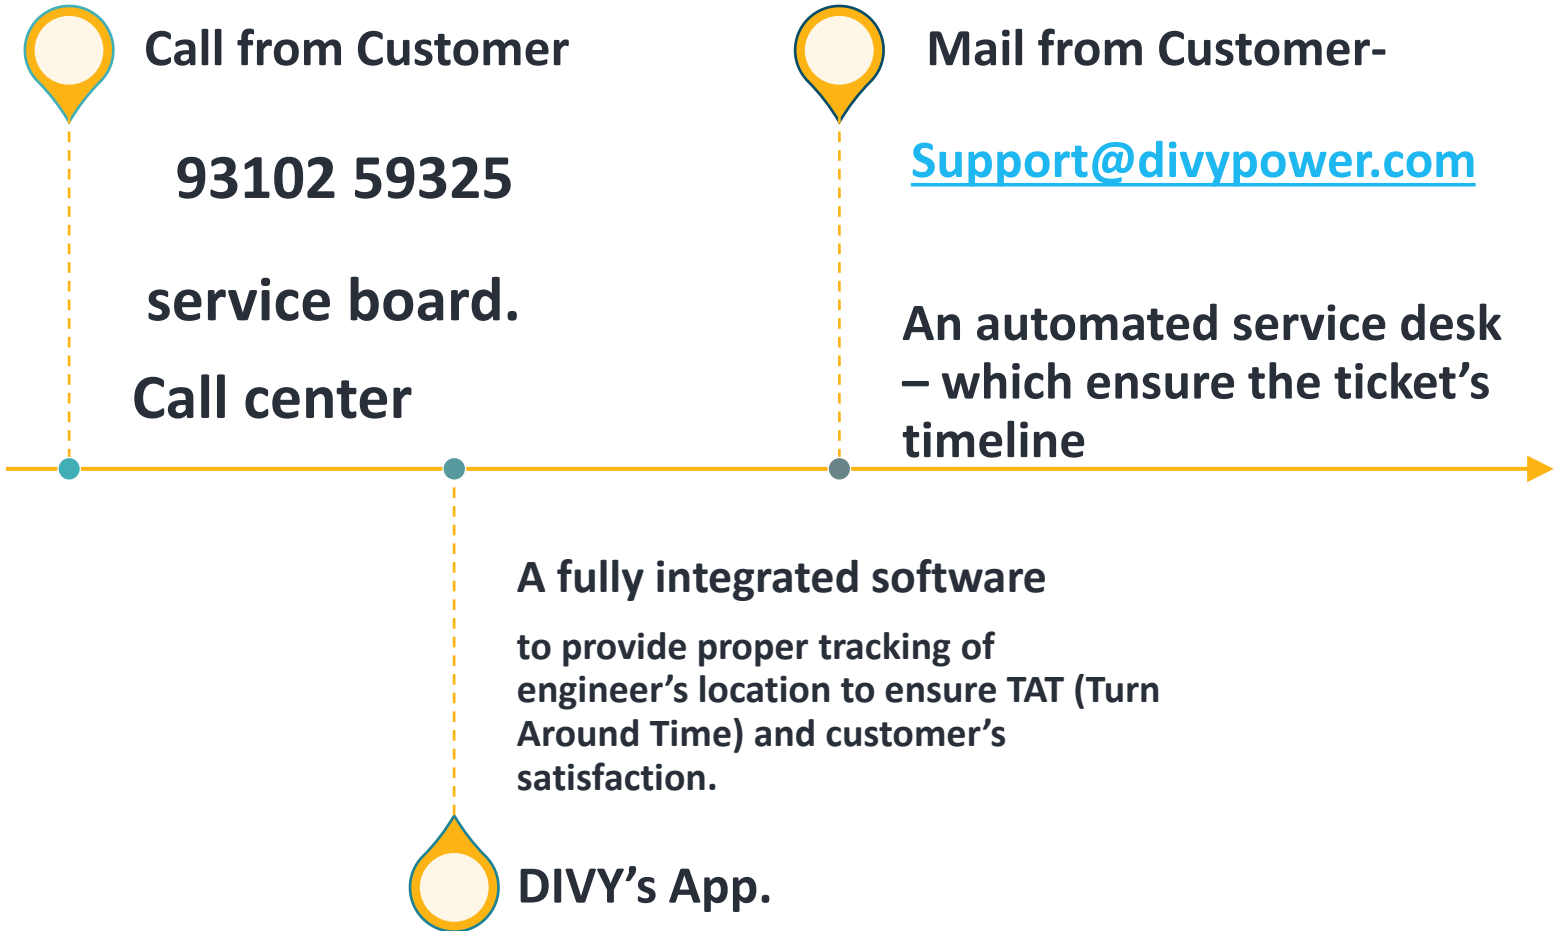 Call from Customer
93102 59325
service board.
Call center
Mail from Customer-
Support@divypower.com
An automated service desk
– which ensure the ticket’s
timeline
A fully integrated software
to provide proper tracking of
engineer’s location to ensure TAT (Turn
Around Time) and customer’s
satisfaction.
DIVY’s App.